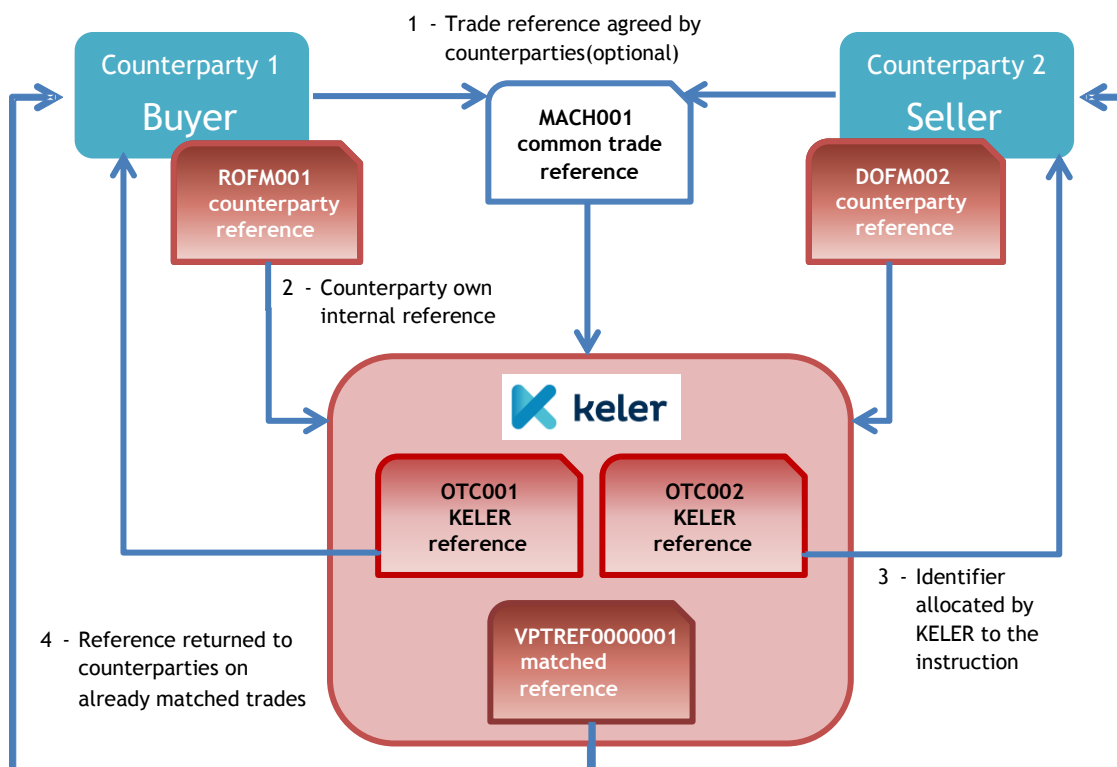 1 - Trade reference agreed by
counterparties(optional)
Counterparty 1
Buyer
Counterparty 2
Seller
MACH001
common trade
reference
ROFM001
counterparty
reference
DOFM002
counterparty
reference
2 - Counterparty own
internal reference
keler
OTC001
KELER
reference
OTC002
KELER
reference
3 - Identifier
allocated by
KELER to the
instruction
4 - Reference returned to
counterparties on
already matched trades
VPTREF0000001
matched
reference